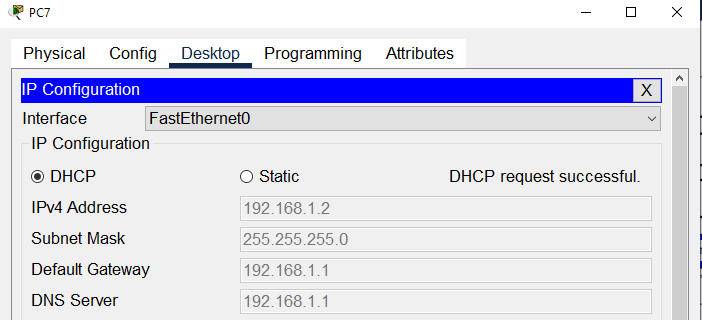 PC7
Physical Config Desktop Programming Attributes
IP Configuration X
Interface FastEthernet0
IP Configuration
DHCP Static DHCP request successful.
IPv4 Address 192.168.1.2
Subnet Mask 255.255.255.0
Default Gateway 192.168.1.1
DNS Server 192.168.1.1